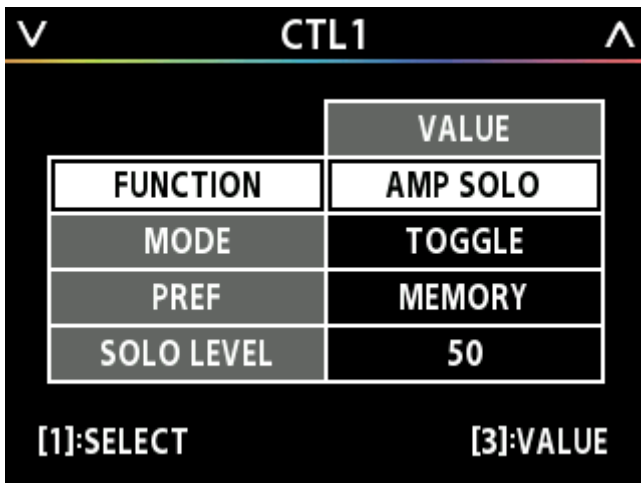 CTL1
VALUE
FUNCTION AMP SOLO
MODE TOGGLE
PREF MEMORY
SOLO LEVEL 50
[1]:SELECT [3]:VALUE